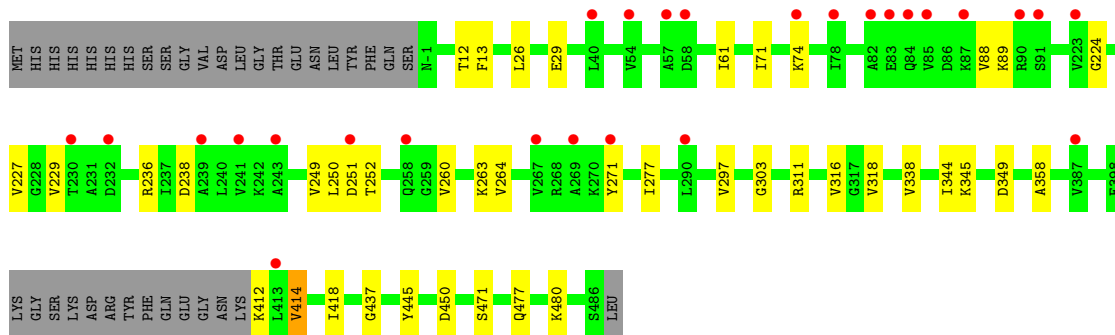 MET HIS HIS HIS HIS HIS HIS SER SER GLY VAL ASP LEU GLY THR GLU ASN LEU TYR PHE GLN SER N-1 T12 F13 L26 E29 L40 V54 A57 D58 I61 I71 K74 I78 A82 E83 Q84 V85 D86 K87 V88 K89 R90 S91 V223 G224
V227 G228 V229 T230 A231 D232 R236 I237 D238 A239 L240 V241 K242 A243 V249 L250 D251 T252 Q258 G259 V260 K263 V264 V267 R268 A269 K270 Y271 I277 L290 V297 G303 R311 V316 G317 V318 V338 I344 K345 D349 A358 V387
LYS GLY SER LYS ASP ARG TYR PHE GLN GLU GLY ASN VAL LYS K412 L413 V414 I418 G437 Y445 D450 S471 Q477 K480 S486 LEU